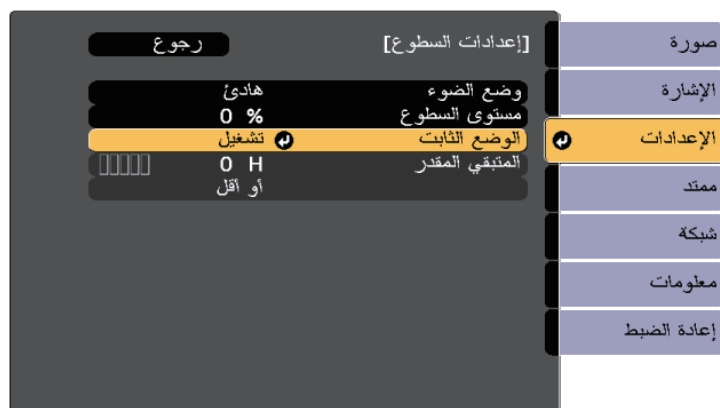 [إعدادات السطوع]
رجوع
وضع الضوء هادئ
مستوى السطوع % 0
الوضع الثابت تشغيل
المتبقي المقدر 0 H
أو أقل
صورة
الإشارة
الإعدادات
ممتد
شبكة
معلومات
إعادة الضبط